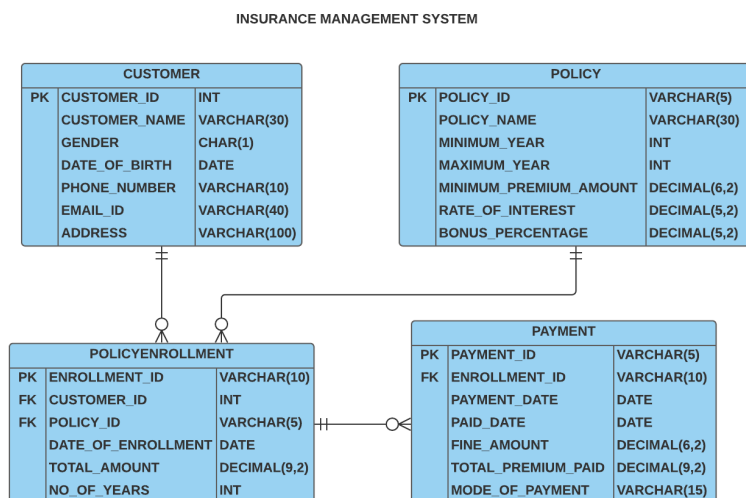 INSURANCE MANAGEMENT SYSTEM
CUSTOMER
PK CUSTOMER_ID INT
CUSTOMER_NAME VARCHAR(30)
GENDER CHAR(1)
DATE_OF_BIRTH DATE
PHONE_NUMBER VARCHAR(10)
EMAIL_ID VARCHAR(40)
ADDRESS VARCHAR(100)
POLICY
PK POLICY_ID VARCHAR(5)
POLICY_NAME VARCHAR(30)
MINIMUM_YEAR INT
MAXIMUM_YEAR INT
MINIMUM_PREMIUM_AMOUNT DECIMAL(6,2)
RATE_OF_INTEREST DECIMAL(5,2)
BONUS_PERCENTAGE DECIMAL(5,2)
POLICYENROLLMENT
PK ENROLLMENT_ID VARCHAR(10)
FK CUSTOMER_ID INT
FK POLICY_ID VARCHAR(5)
DATE_OF_ENROLLMENT DATE
TOTAL_AMOUNT DECIMAL(9,2)
NO_OF_YEARS INT
PAYMENT
PK PAYMENT_ID VARCHAR(5)
FK ENROLLMENT_ID VARCHAR(10)
PAYMENT_DATE DATE
PAID_DATE DATE
FINE_AMOUNT DECIMAL(6,2)
TOTAL_PREMIUM_PAID DECIMAL(9,2)
MODE_OF_PAYMENT VARCHAR(15)